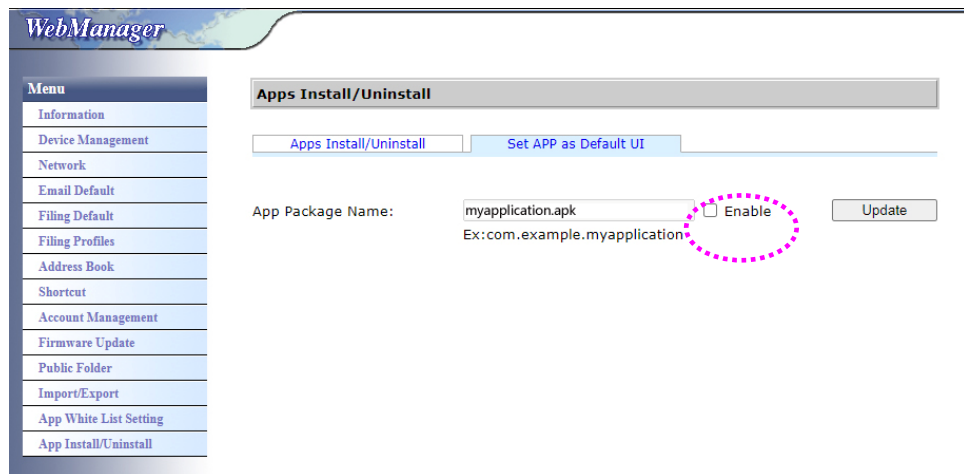 WebManager
Menu
Information
Device Management
Network
Email Default
Filing Default
Filing Profiles
Address Book
Shortcut
Account Management
Firmware Update
Public Folder
Import/Export
App White List Setting
App Install/Uninstall
Apps Install/Uninstall
Apps Install/Uninstall Set APP as Default UI
App Package Name: myapplication.apk Enable Update
Ex:com.example.myapplication